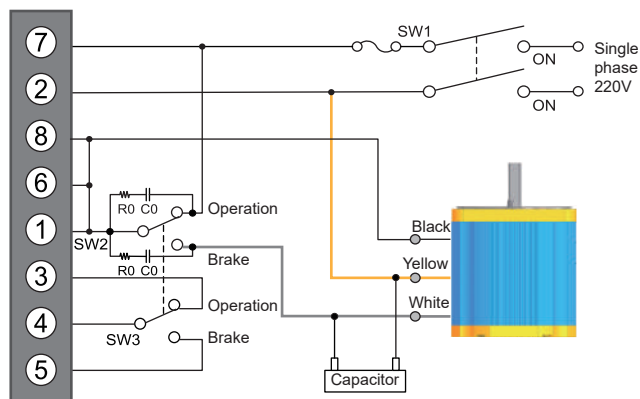 7
SW1
ON
Single
phase
220V
2
ON
8
6
R0 C0
Operation
1
SW2
Black
R0 C0
Brake
Yellow
3
Operation
White
4
SW3
Brake
5
Capacitor